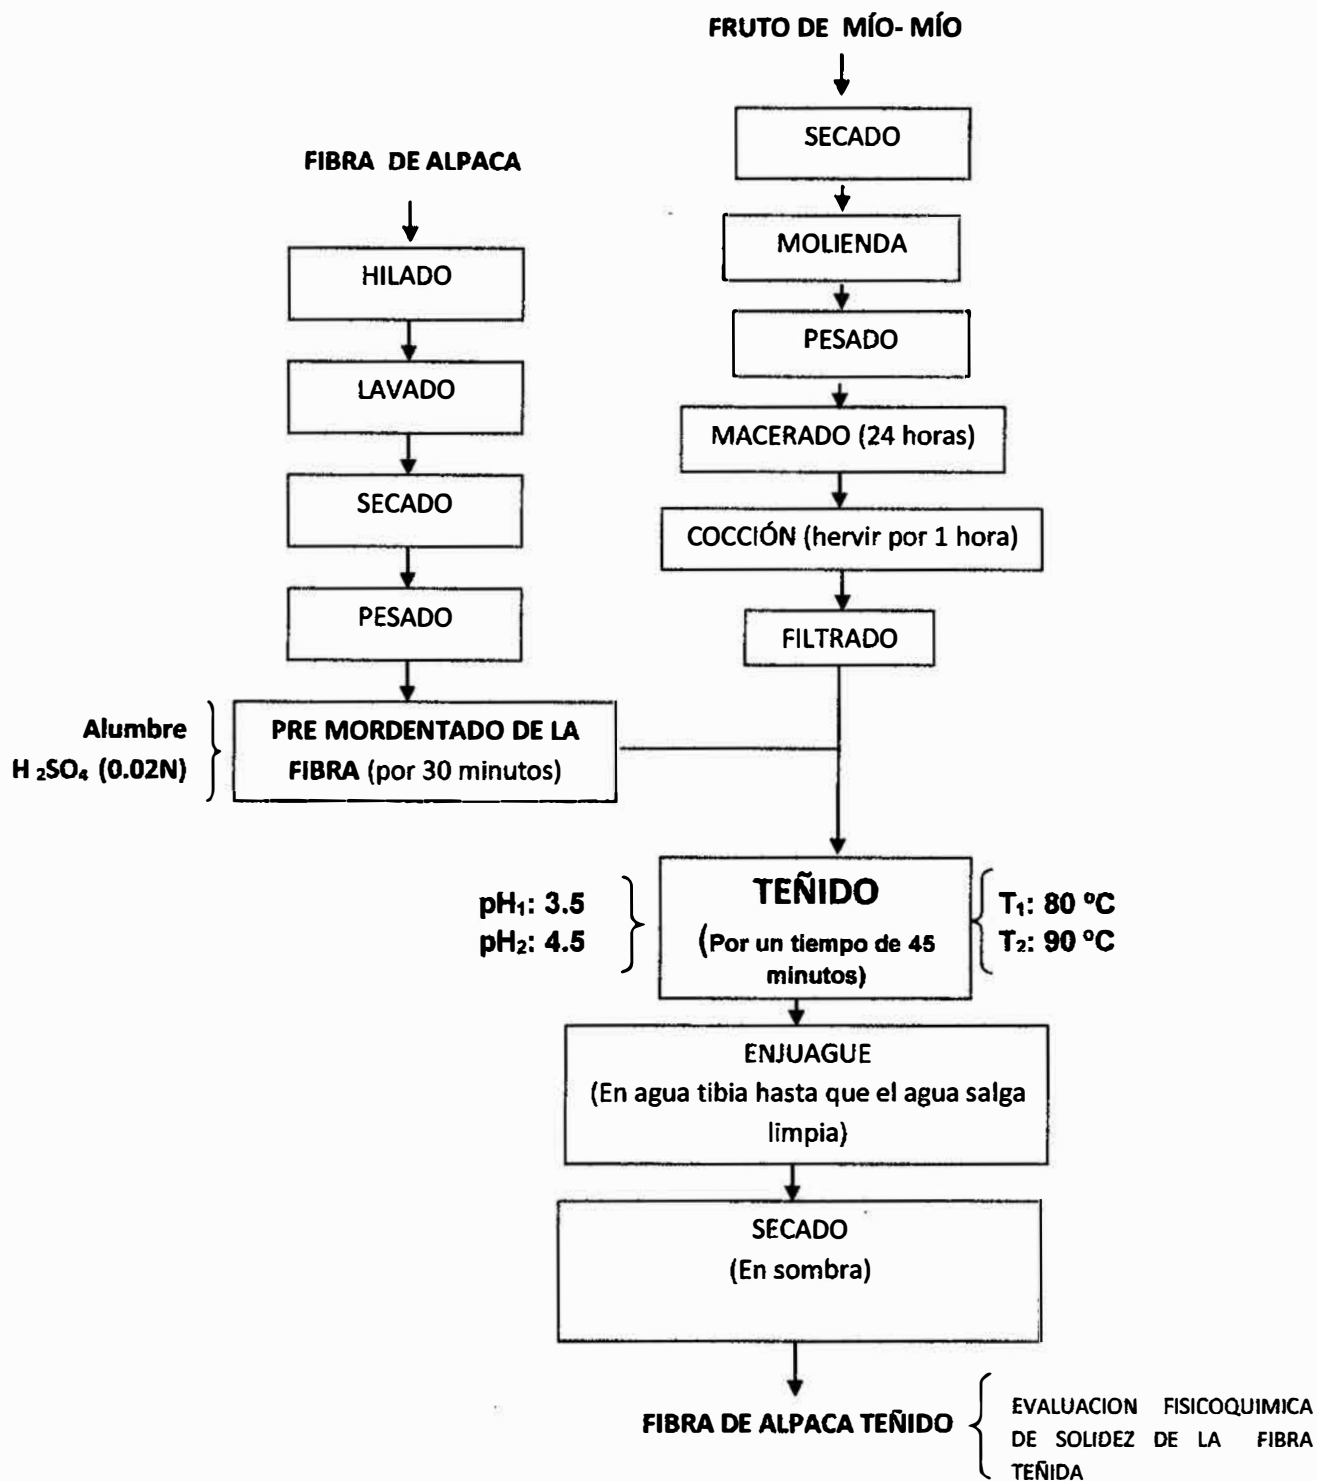 FRUTO DE MÍO- MÍO
SECADO
MOLIENDA
PESADO
MACERADO (24 horas)
COCCIÓN (hervir por 1 hora)
FILTRADO
FIBRA DE ALPACA
HILADO
LAVADO
SECADO
PESADO
Alumbre
H ₂SO₄ (0.02N)
PRE MORDENTADO DE LA
FIBRA (por 30 minutos)
pH₁: 3.5
pH₂: 4.5
TEÑIDO
(Por un tiempo de 45
minutos)
T₁: 80 ºC
T₂: 90 ºC
ENJUAGUE
(En agua tibia hasta que el agua salga
limpia)
SECADO
(En sombra)
FIBRA DE ALPACA TEÑIDO
EVALUACION FISICOQUIMICA
DE SOLIDEZ DE LA FIBRA
TEÑIDA